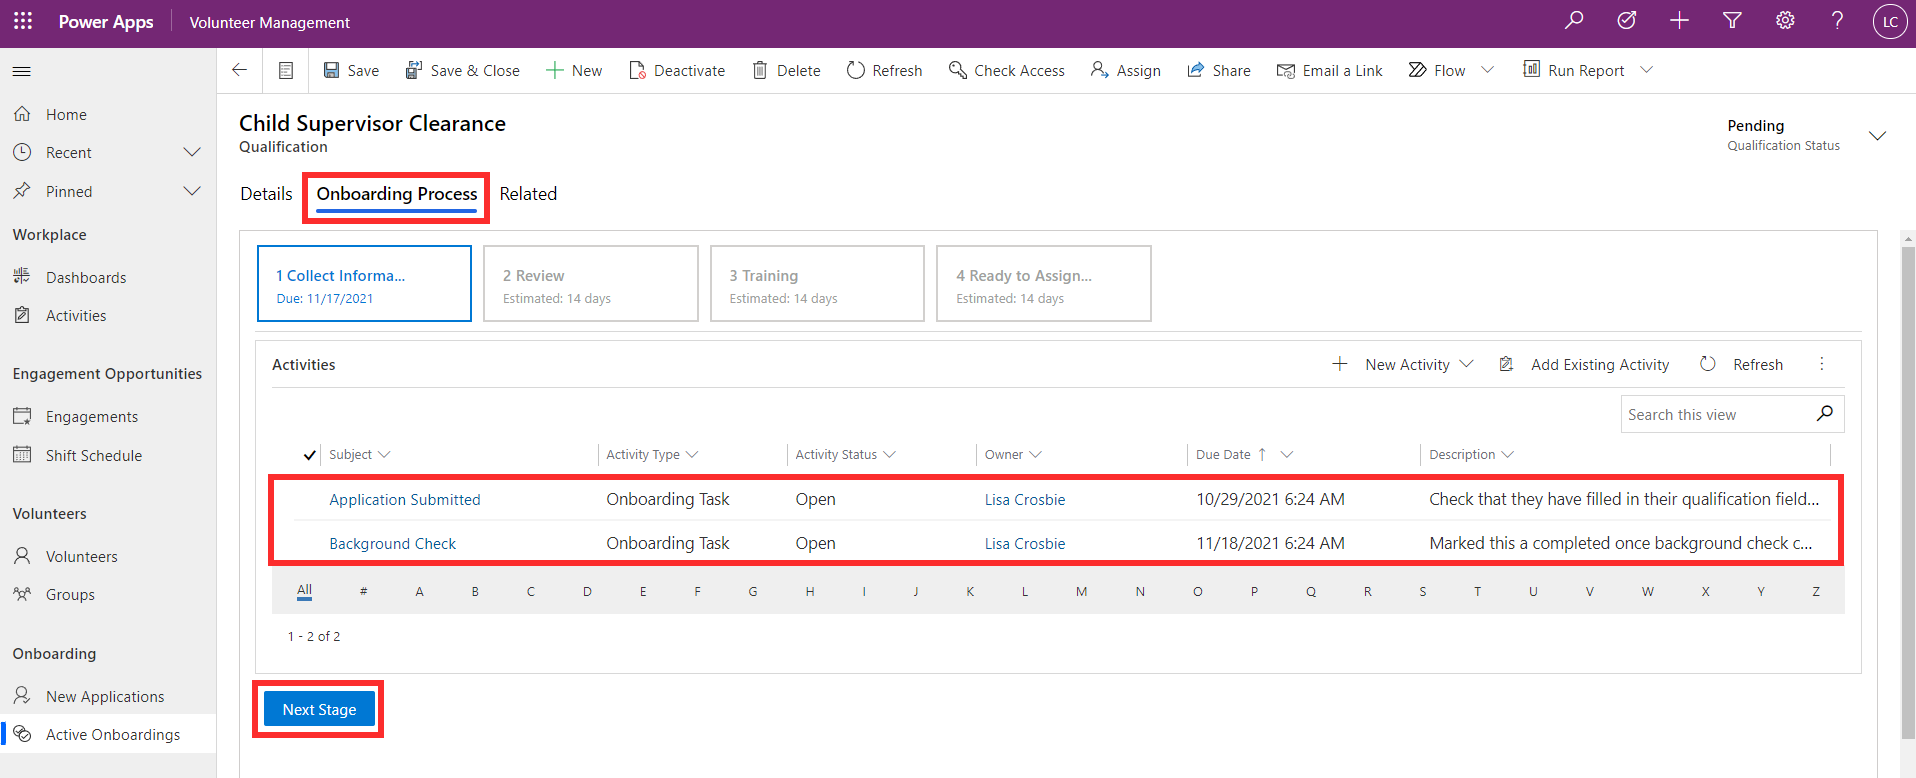 Power Apps Volunteer Management LC
Save Save & Close New Deactivate Delete Refresh Check Access Assign Share Email a Link Flow Run Report
Home
Recent
Pinned
Workplace
Dashboards
Activities
Engagement Opportunities
Engagements
Shift Schedule
Volunteers
Volunteers
Groups
Onboarding
New Applications
Active Onboardings
Child Supervisor Clearance
Qualification
Pending
Qualification Status
Details Onboarding Process Related
1 Collect Informa...
Due: 11/17/2021
2 Review
Estimated: 14 days
3 Training
Estimated: 14 days
4 Ready to Assign...
Estimated: 14 days
Activities New Activity Add Existing Activity Refresh
Search this view
Subject Activity Type Activity Status Owner Due Date Description
Application Submitted Onboarding Task Open Lisa Crosbie 10/29/2021 6:24 AM Check that they have filled in their qualification field...
Background Check Onboarding Task Open Lisa Crosbie 11/18/2021 6:24 AM Marked this a completed once background check c...
All # A B C D E F G H I J K L M N O P Q R S T U V W X Y Z
1 - 2 of 2
Next Stage